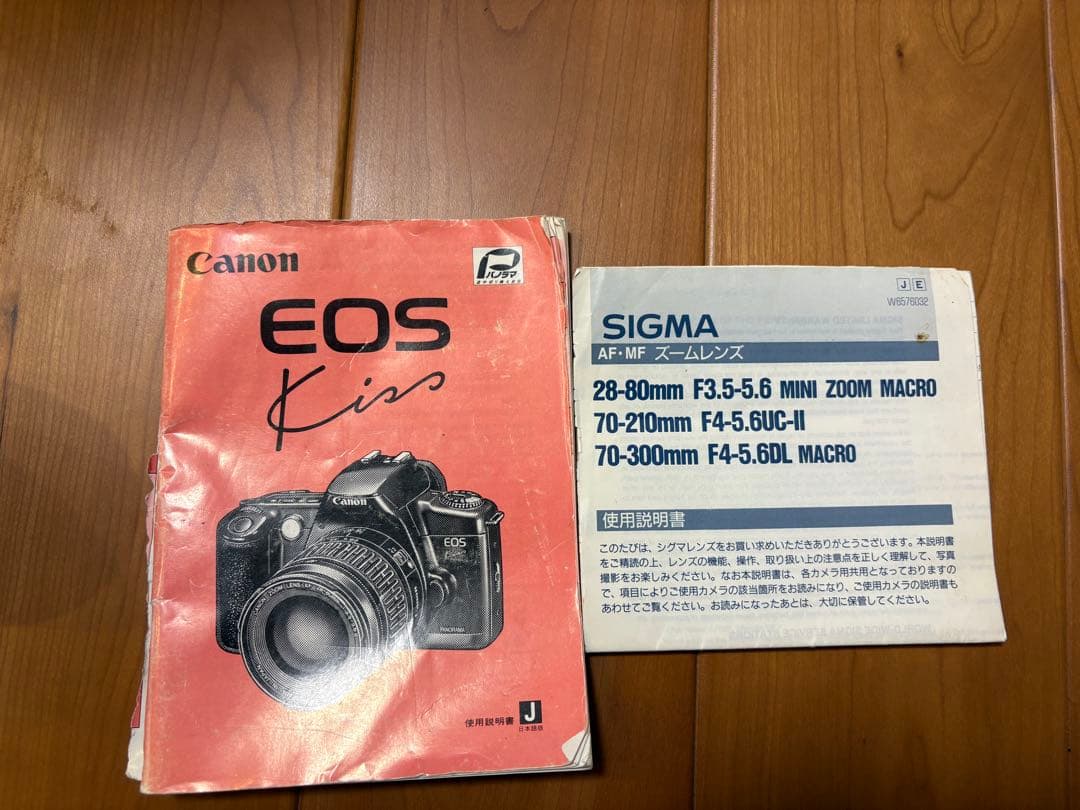 Canon
パノラマ
EOS
Kiss
Canon
EOS
PANORAMA
使用説明書 J
日本語版
J E
W6576032
SIGMA
AF・MF ズームレンズ
28-80mm F3.5-5.6 MINI ZOOM MACRO
70-210mm F4-5.6UC-II
70-300mm F4-5.6DL MACRO
使用説明書
このたびは、シグマレンズをお買い求めいただきありがとうございます。本説明書
をご精読の上、レンズの機能、操作、取り扱い上の注意点を正しく理解して、写真
撮影をお楽しみください。なお本説明書は、各カメラ用共用となっておりますの
で、項目によりご使用カメラの該当箇所をお読みになり、ご使用カメラの説明書も
あわせてご覧ください。お読みになったあとは、大切に保管してください。